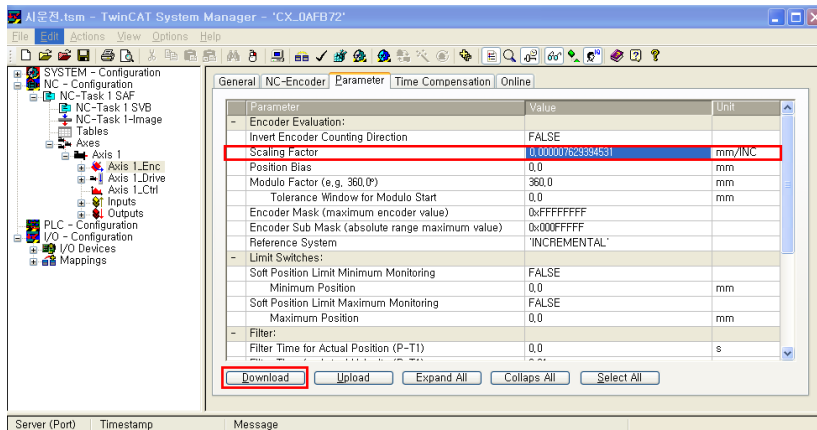 시운전.tsm - TwinCAT System Manager - 'CX_0AFB72'
File Edit Actions View Options Help
SYSTEM - Configuration
NC - Configuration
NC-Task 1 SAF
NC-Task 1 SVB
NC-Task 1-Image
Tables
Axes
Axis 1
Axis 1_Enc
Axis 1_Drive
Axis 1_Ctrl
Inputs
Outputs
PLC - Configuration
I/O - Configuration
I/O Devices
Mappings
General NC-Encoder Parameter Time Compensation Online
Parameter Value Unit
- Encoder Evaluation:
Invert Encoder Counting Direction FALSE
Scaling Factor 0,000007629394531 mm/INC
Position Bias 0,0 mm
Modulo Factor (e,g, 360,0°) 360,0 mm
Tolerance Window for Modulo Start 0,0 mm
Encoder Mask (maximum encoder value) 0xFFFFFFFF
Encoder Sub Mask (absolute range maximum value) 0x000FFFFF
Reference System 'INCREMENTAL'
- Limit Switches:
Soft Position Limit Minimum Monitoring FALSE
Minimum Position 0,0 mm
Soft Position Limit Maximum Monitoring FALSE
Maximum Position 0,0 mm
- Filter:
Filter Time for Actual Position (P-T1) 0,0 s
Download Upload Expand All Collaps All Select All
Server (Port) Timestamp Message